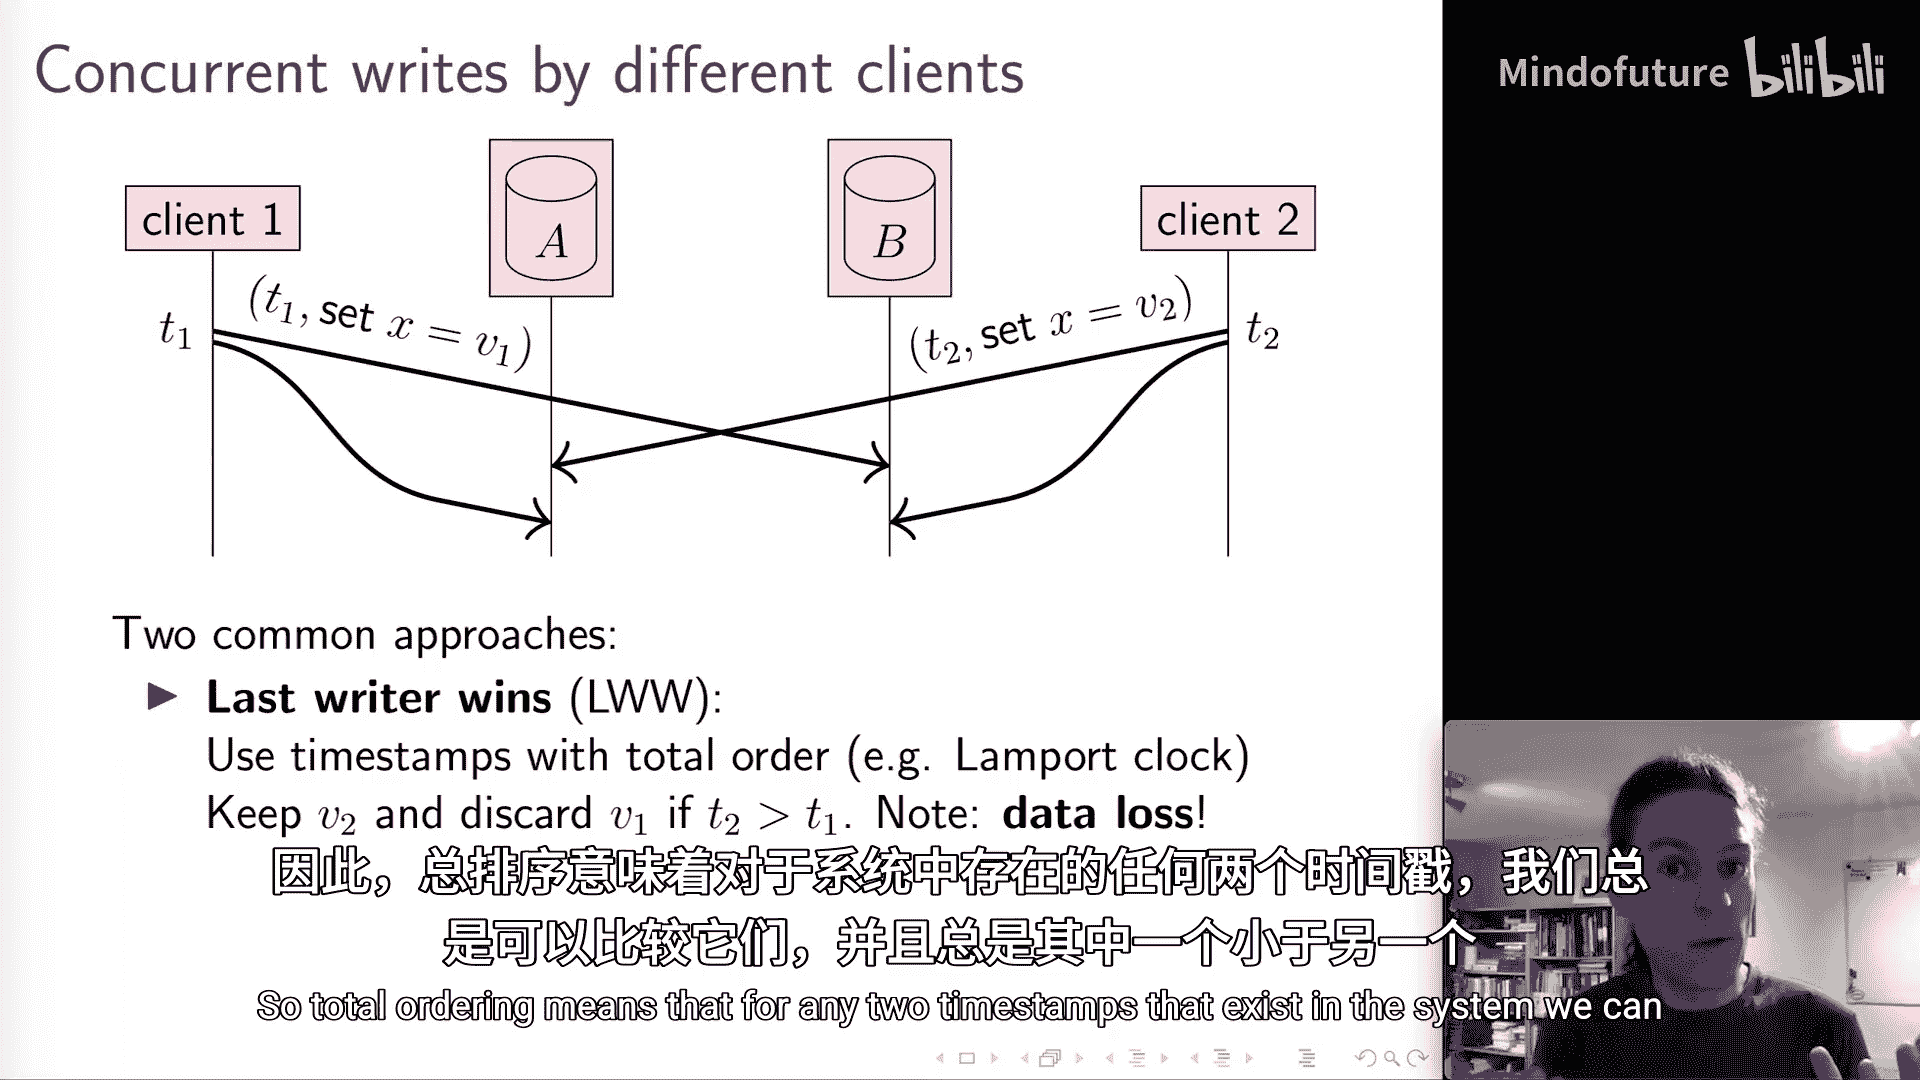 Concurrent writes by different clients
Mindofuture bilibili
client 1
A
B
client 2
t₁
(t₁, set x = v₁)
(t₂, set x = v₂)
t₂
Two common approaches:
▶ Last writer wins (LWW):
Use timestamps with total order (e.g. Lamport clock)
Keep v₂ and discard v₁ if t₂ > t₁. Note: data loss!
因此，总排序意味着对于系统中存在的任何两个时间戳，我们总
是可以比较它们，并且总是其中一个小于另一个
So total ordering means that for any two timestamps that exist in the system we can